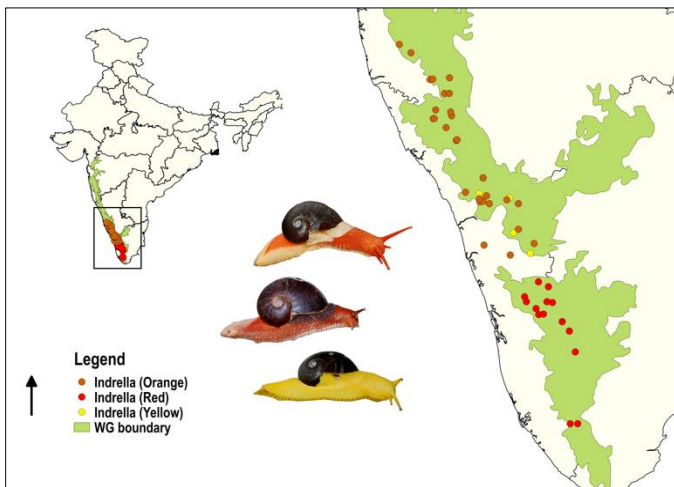 Legend
Indrella (Orange)
Indrella (Red)
Indrella (Yellow)
WG boundary